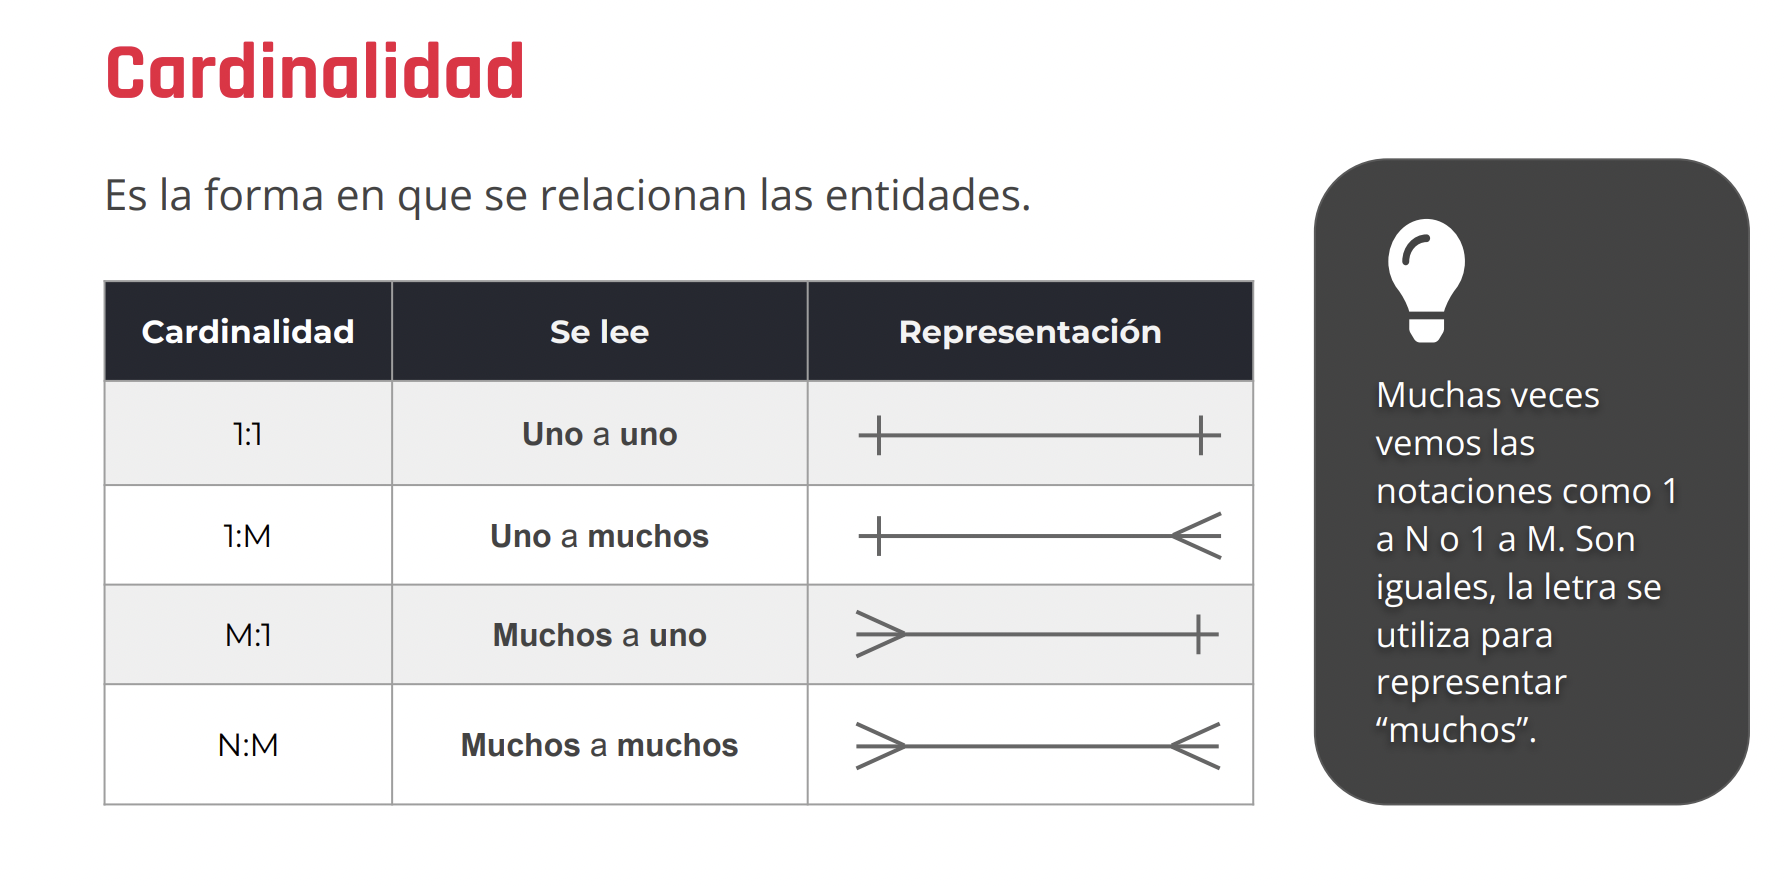 Cardinalidad
Es la forma en que se relacionan las entidades.
Cardinalidad Se lee Representación
1:1 Uno a uno
1:M Uno a muchos
M:1 Muchos a uno
N:M Muchos a muchos
Muchas veces
vemos las
notaciones como 1
a N o 1 a M. Son
iguales, la letra se
utiliza para
representar
“muchos”.